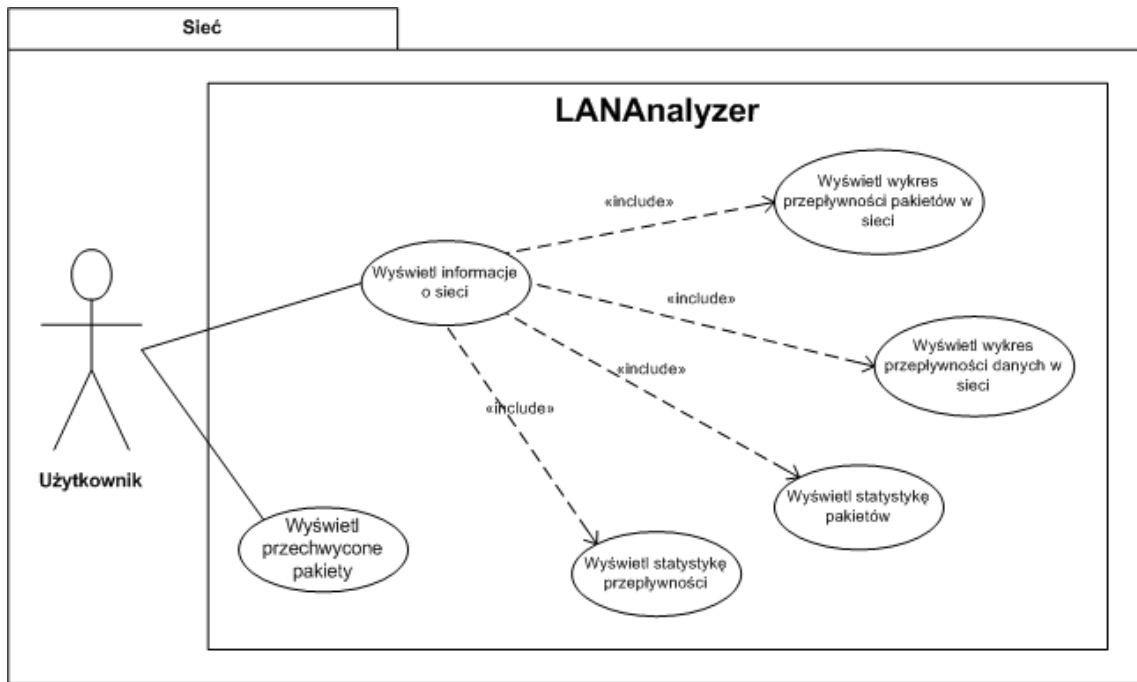 Sieć
LANAnalyzer
Wyświetl wykres
przepływności pakietów w
sieci
«include»
Wyświetl informacje
o sieci
«include»
Wyświetl wykres
przepływności danych w
sieci
«include»
«include»
Użytkownik
Wyświetl statystykę
pakietów
Wyświetl
przechwycone
pakiety
Wyświetl statystykę
przepływności